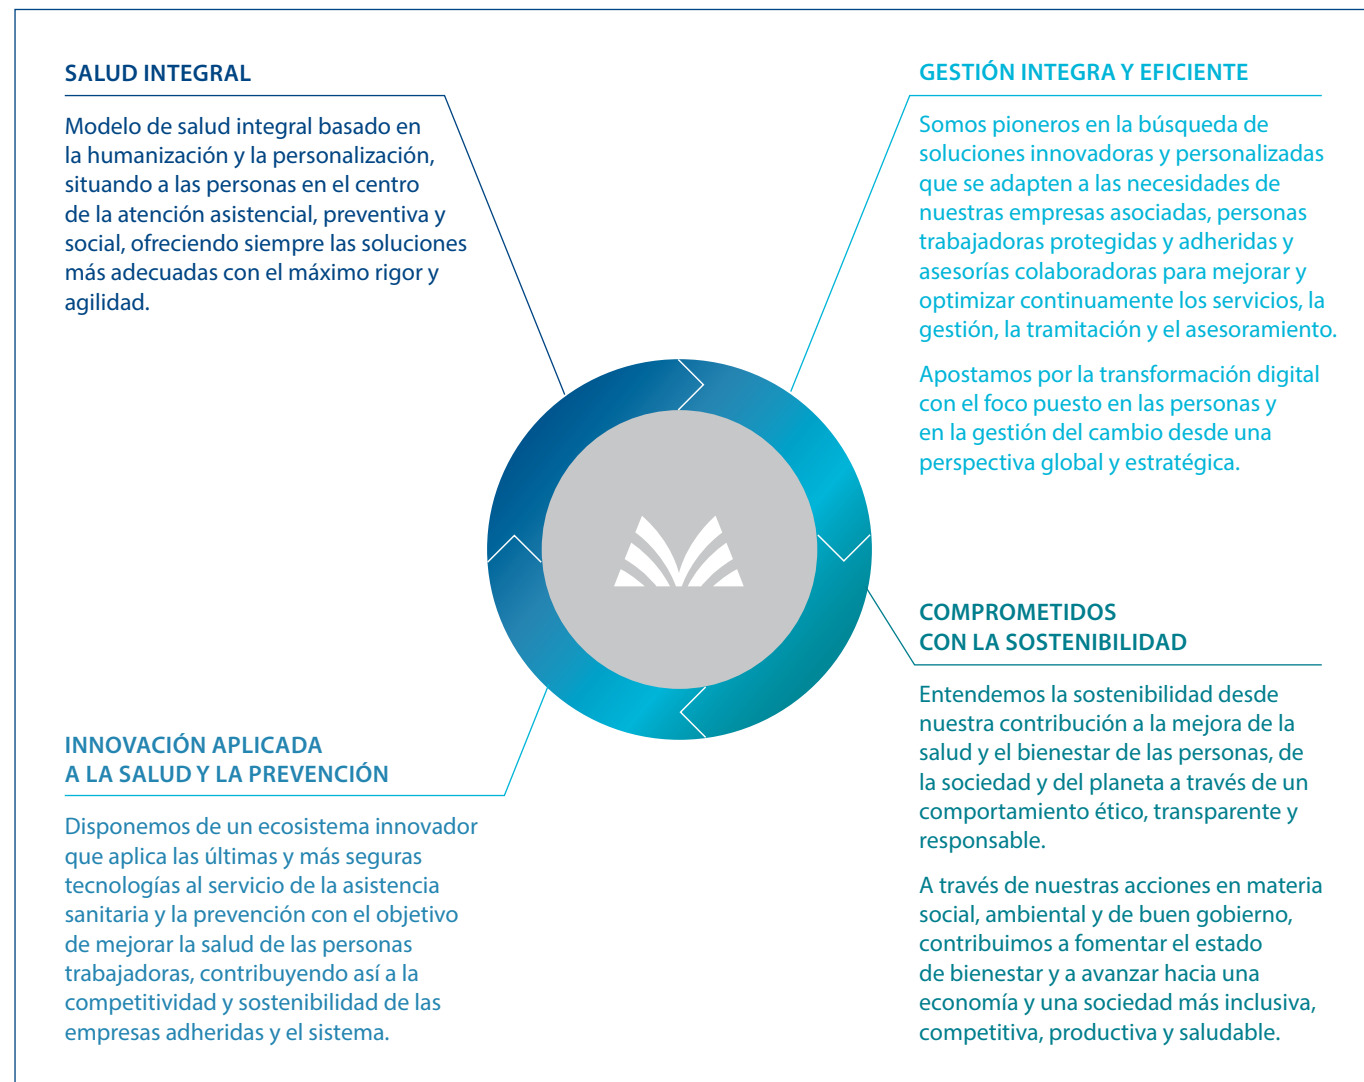 SALUD INTEGRAL
Modelo de salud integral basado en
la humanización y la personalización,
situando a las personas en el centro
de la atención asistencial, preventiva y
social, ofreciendo siempre las soluciones
más adecuadas con el máximo rigor y
agilidad.
GESTIÓN INTEGRA Y EFICIENTE
Somos pioneros en la búsqueda de
soluciones innovadoras y personalizadas
que se adapten a las necesidades de
nuestras empresas asociadas, personas
trabajadoras protegidas y adheridas y
asesorías colaboradoras para mejorar y
optimizar continuamente los servicios, la
gestión, la tramitación y el asesoramiento.
Apostamos por la transformación digital
con el foco puesto en las personas y
en la gestión del cambio desde una
perspectiva global y estratégica.
INNOVACIÓN APLICADA
A LA SALUD Y LA PREVENCIÓN
Disponemos de un ecosistema innovador
que aplica las últimas y más seguras
tecnologías al servicio de la asistencia
sanitaria y la prevención con el objetivo
de mejorar la salud de las personas
trabajadoras, contribuyendo así a la
competitividad y sostenibilidad de las
empresas adheridas y el sistema.
COMPROMETIDOS
CON LA SOSTENIBILIDAD
Entendemos la sostenibilidad desde
nuestra contribución a la mejora de la
salud y el bienestar de las personas, de
la sociedad y del planeta a través de un
comportamiento ético, transparente y
responsable.
A través de nuestras acciones en materia
social, ambiental y de buen gobierno,
contribuimos a fomentar el estado
de bienestar y a avanzar hacia una
economía y una sociedad más inclusiva,
competitiva, productiva y saludable.